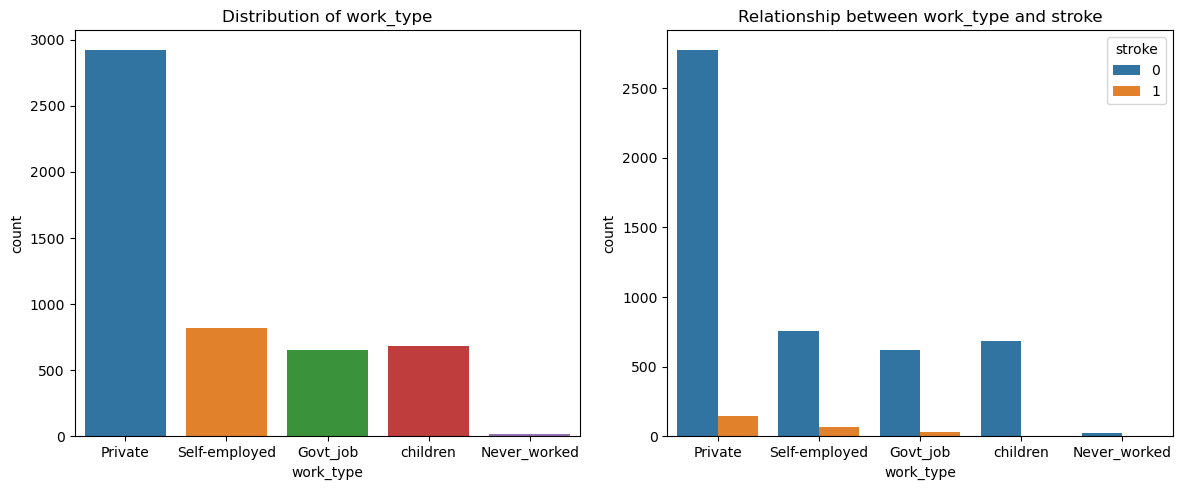 Distribution of work_type
3000
2500
2000
1500
1000
500
0
count
Private Self-employed Govt_job children Never_worked
work_type
Relationship between work_type and stroke
stroke
0
1
2500
2000
1500
1000
500
0
count
Private Self-employed Govt_job children Never_worked
work_type